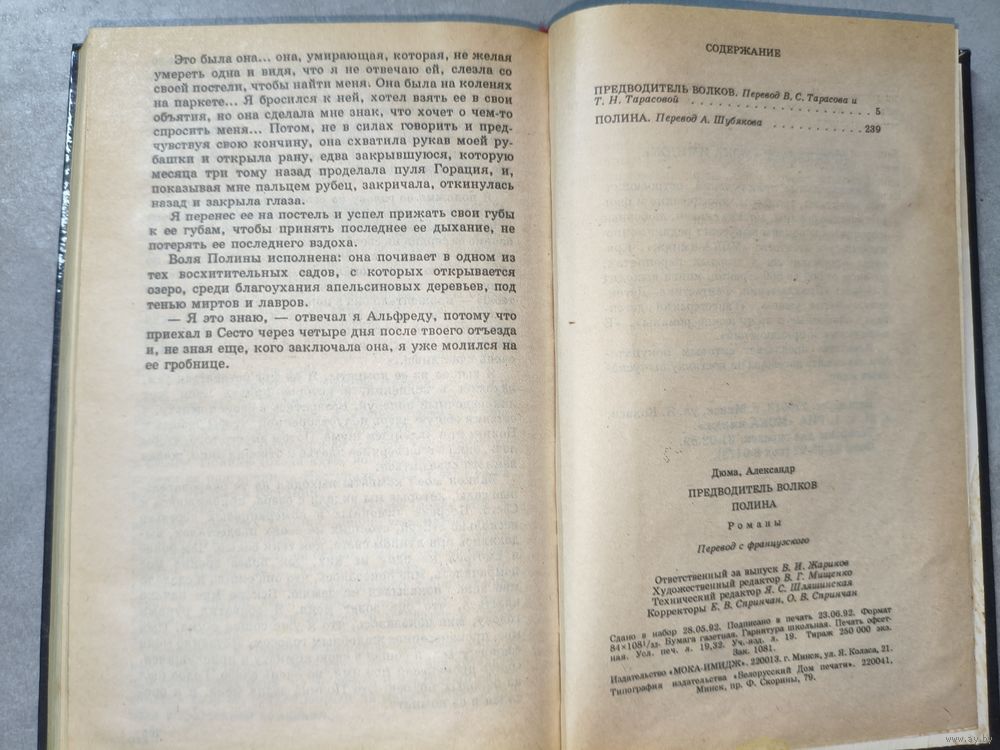 Это была она... она, умирающая, которая, не желая
умереть одна и видя, что я не отвечаю ей, слезла со
своей постели, чтобы найти меня. Она была на коленях
на паркете... Я бросился к ней, хотел взять ее в свои
объятия, но она сделала мне знак, что хочет о чем-то
спросить меня... Потом, не в силах говорить и пред-
чувствуя свою кончину, она схватила рукав моей ру-
башки и открыла рану, едва закрывшуюся, которую
месяца три тому назад проделала пуля Горация, и,
показывая мне пальцем рубец, закричала, откинулась
назад и закрыла глаза.
Я перенес ее на постель и успел прижать свои губы
к ее губам, чтобы принять последнее ее дыхание, не
потерять ее последнего вздоха.
Воля Полины исполнена: она почивает в одном из
тех восхитительных садов, с которых открывается
озеро, среди благоухания апельсиновых деревьев, под
тенью миртов и лавров.
— Я это знаю, — отвечал я Альфреду, потому что
приехал в Сесто через четыре дня после твоего отъезда
и, не зная еще, кого заключала она, я уже молился на
ее гробнице.
СОДЕРЖАНИЕ
ПРЕДВОДИТЕЛЬ ВОЛКОВ. Перевод В. С. Тарасова и
Т. Н. Тарасовой . . . . . . . . . . . . . . . . . . . . 5
ПОЛИНА. Перевод А. Шубякова . . . . . . . . . . . 239
Дюма, Александр
ПРЕДВОДИТЕЛЬ ВОЛКОВ
ПОЛИНА
Романы
Перевод с французского
Ответственный за выпуск В. И. Жариков
Художественный редактор В. Г. Мищенко
Технический редактор Я. С. Шляшинская
Корректоры Е. В. Спринчан, О. В. Спринчан
Сдано в набор 28.05.92. Подписано в печать 23.06.92. Формат
84×108 1/32. Бумага газетная. Гарнитура школьная. Печать офсет-
ная. Усл. печ. л. 19,32. Уч.-изд. л. 19. Тираж 250 000 экз.
Зак. 1081.
Издательство «МОКА-ИМИДЖ». 220013. г. Минск, ул. Я. Коласа, 21.
Типография издательства «Белорусский Дом печати». 220041,
Минск, пр. Ф. Скорины, 79.
www.ay.by